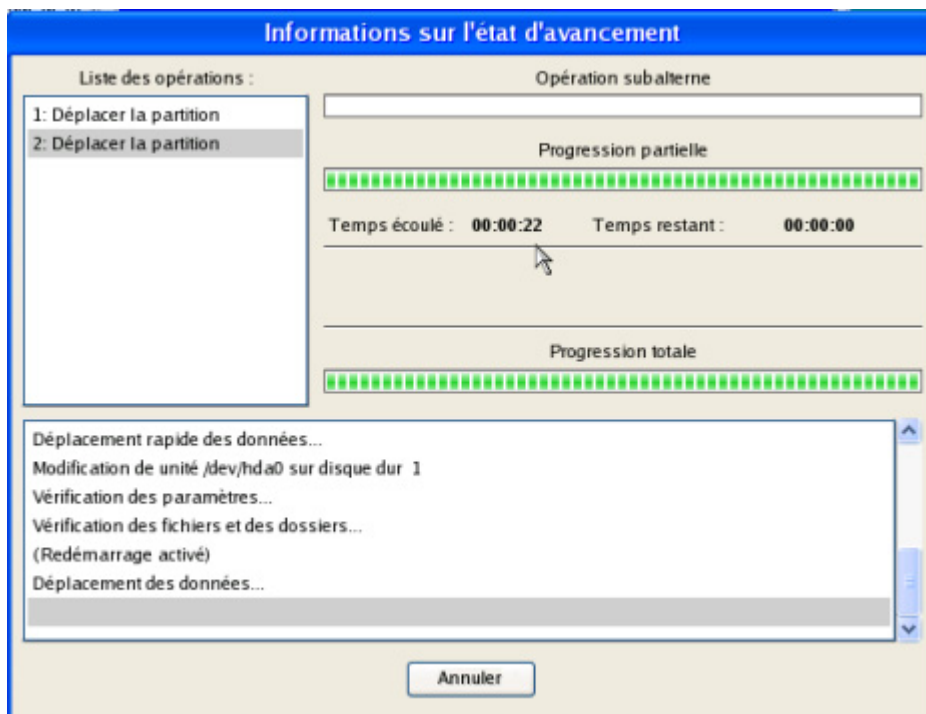 Informations sur l'état d'avancement
Liste des opérations :
1: Déplacer la partition
2: Déplacer la partition
Opération subalterne
Progression partielle
Temps écoulé : 00:00:22 Temps restant : 00:00:00
Progression totale
Déplacement rapide des données...
Modification de unité /dev/hda0 sur disque dur 1
Vérification des paramètres...
Vérification des fichiers et des dossiers...
(Redémarrage activé)
Déplacement des données...
Annuler